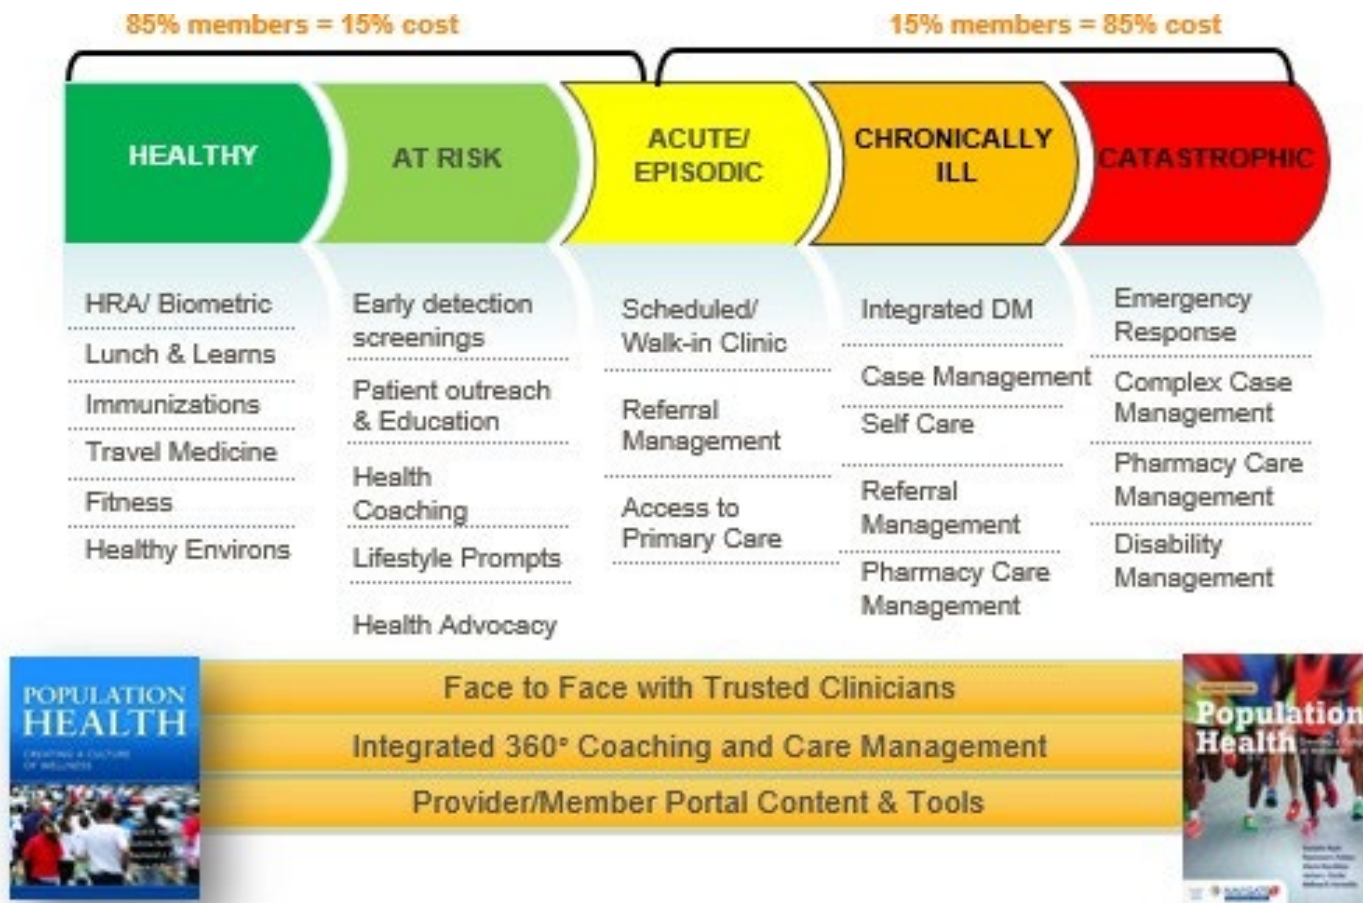 85% members = 15% cost
15% members = 85% cost
HEALTHY
AT RISK
ACUTE/
EPISODIC
CHRONICALLY
ILL
CATASTROPHIC
HRA/ Biometric
Lunch & Learns
Immunizations
Travel Medicine
Fitness
Healthy Environs
Early detection
screenings
Patient outreach
& Education
Health
Coaching
Lifestyle Prompts
Health Advocacy
Scheduled/
Walk-in Clinic
Referral
Management
Access to
Primary Care
Integrated DM
Case Management
Self Care
Referral
Management
Pharmacy Care
Management
Emergency
Response
Complex Case
Management
Pharmacy Care
Management
Disability
Management
Face to Face with Trusted Clinicians
Integrated 360° Coaching and Care Management
Provider/Member Portal Content & Tools
POPULATION
HEALTH
CREATING A CULTURE
OF WELLNESS
Population
Health